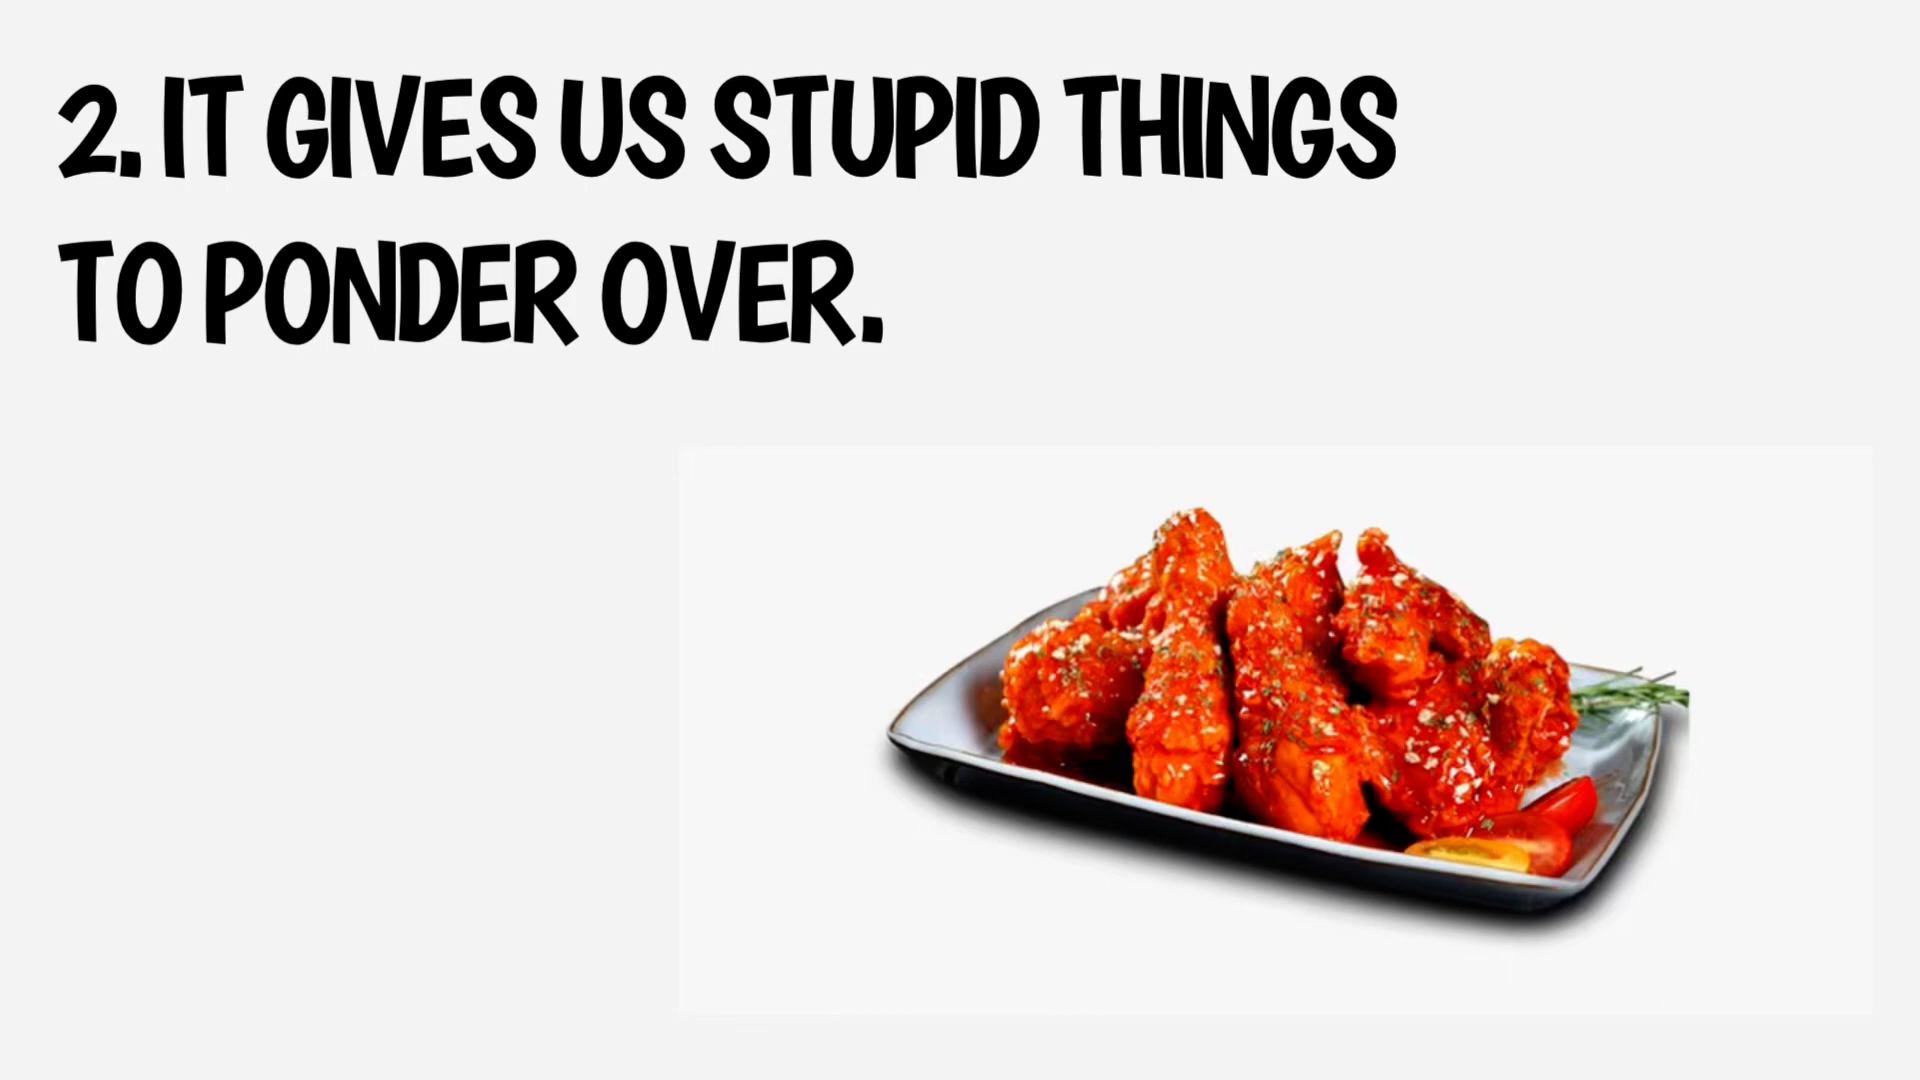 2. IT GIVES US STUPID THINGS
TO PONDER OVER.